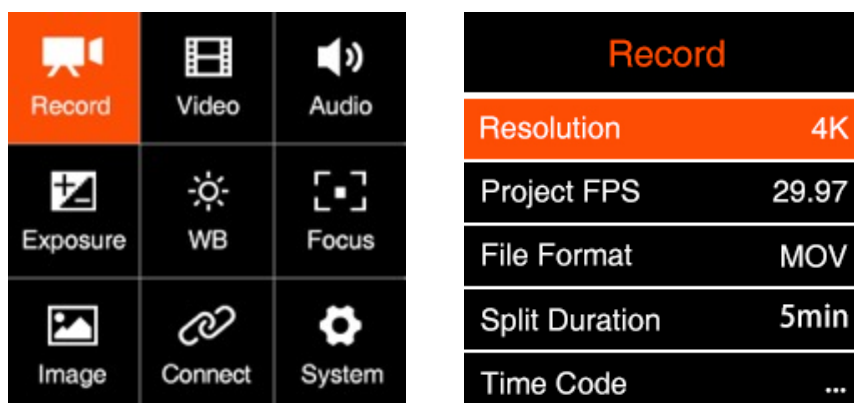 Record Video Audio
Exposure WB Focus
Image Connect System
Record
Resolution 4K
Project FPS 29.97
File Format MOV
Split Duration 5min
Time Code ...